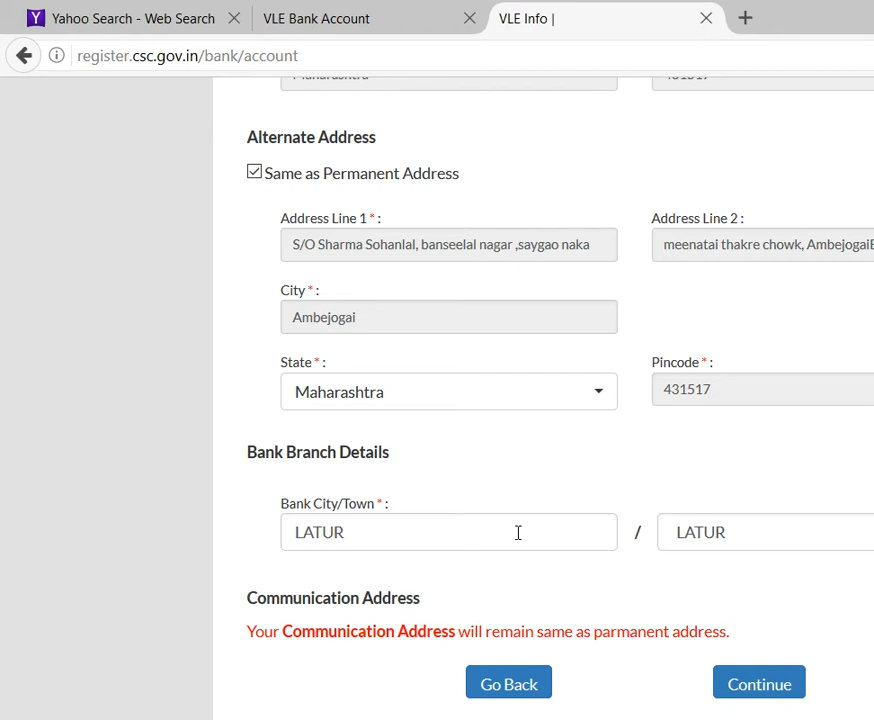 Yahoo Search - Web Search
VLE Bank Account
VLE Info |
register.csc.gov.in/bank/account
Maharashtra
431517
Alternate Address
Same as Permanent Address
Address Line 1 * :
Address Line 2 :
S/O Sharma Sohanlal, banseelal nagar ,saygao naka
meenatai thakre chowk, AmbejogaiB
City * :
Ambejogai
State * :
Pincode * :
Maharashtra
431517
Bank Branch Details
Bank City/Town * :
LATUR / LATUR
Communication Address
Your Communication Address will remain same as parmanent address.
Go Back
Continue